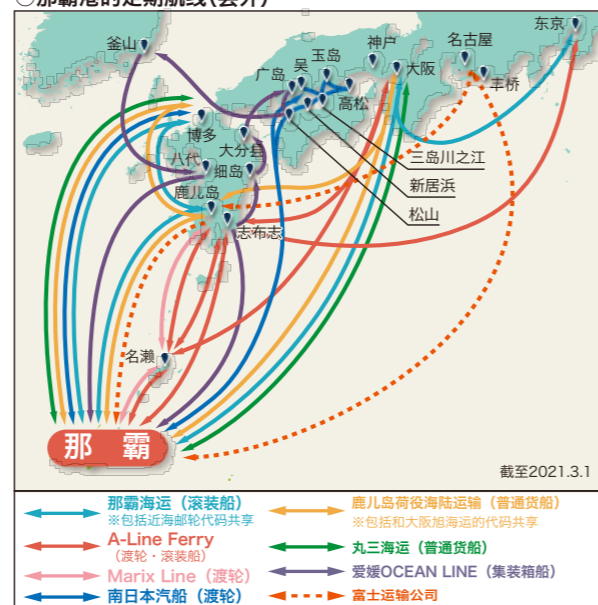 ○那霸港的定期航线(县外)
釜山
广岛
吴
玉岛
神户
大阪
名古屋
东京
丰桥
高松
博多
大分县
八代
细岛
鹿儿岛
志布志
三岛川之江
新居浜
松山
名濑
那 霸
截至2021.3.1
那霸海运（滚装船）
※包括近海邮轮代码共享
A-Line Ferry
（渡轮・滚装船）
Marix Line（渡轮）
南日本汽船（渡轮）
鹿儿岛荷役海陆运输（普通货船）
※包括和大阪旭海运的代码共享
丸三海运（普通货船）
爱媛OCEAN LINE（集装箱船）
富士运输公司